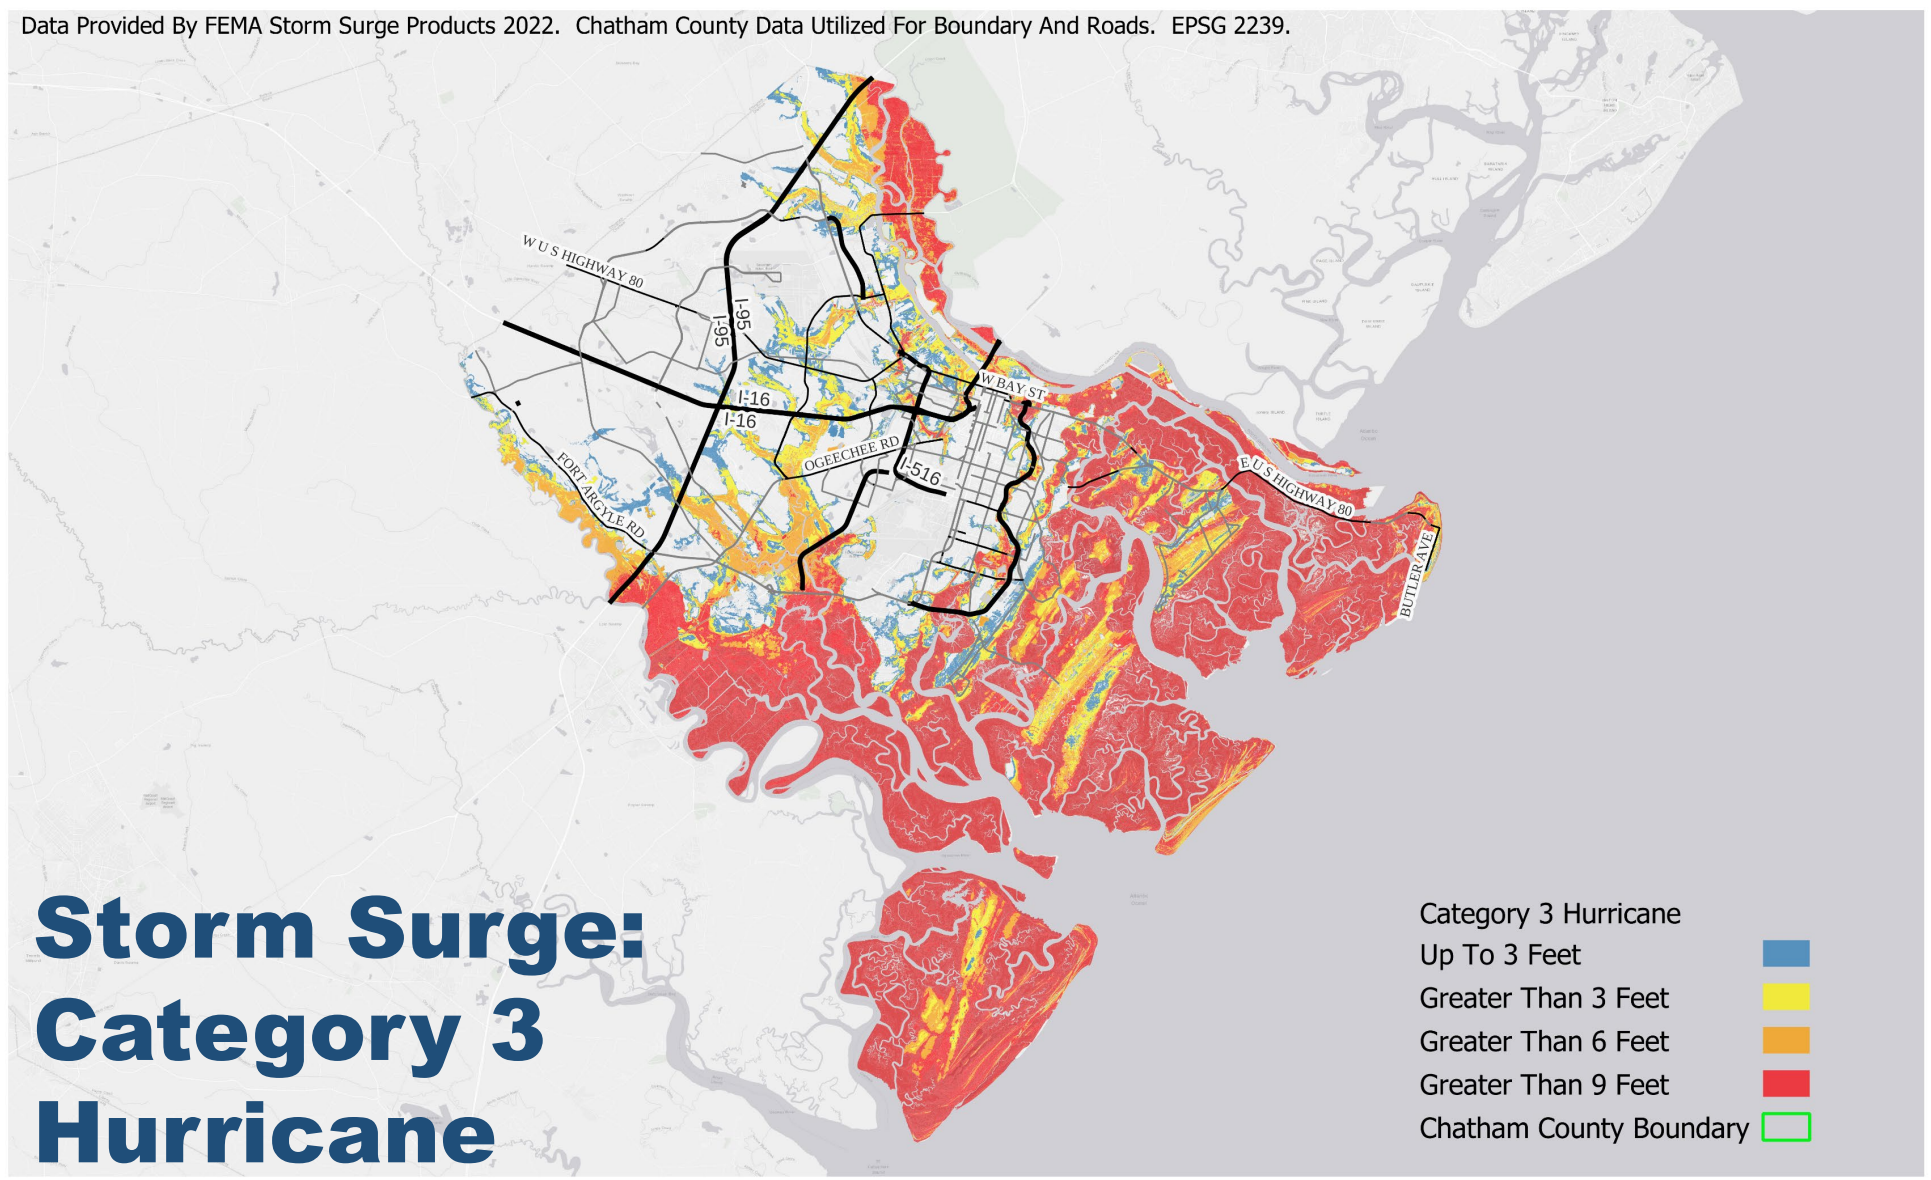 Data Provided By FEMA Storm Surge Products 2022.  Chatham County Data Utilized For Boundary And Roads.  EPSG 2239.
W U S HIGHWAY 80
I-95
I-95
W BAY ST
I-16
I-16
OGEECHEE RD
I-516
FORT ARGYLE RD
E U S HIGHWAY 80
BUTLER AVE
Storm Surge:
Category 3
Hurricane
Category 3 Hurricane
Up To 3 Feet
Greater Than 3 Feet
Greater Than 6 Feet
Greater Than 9 Feet
Chatham County Boundary